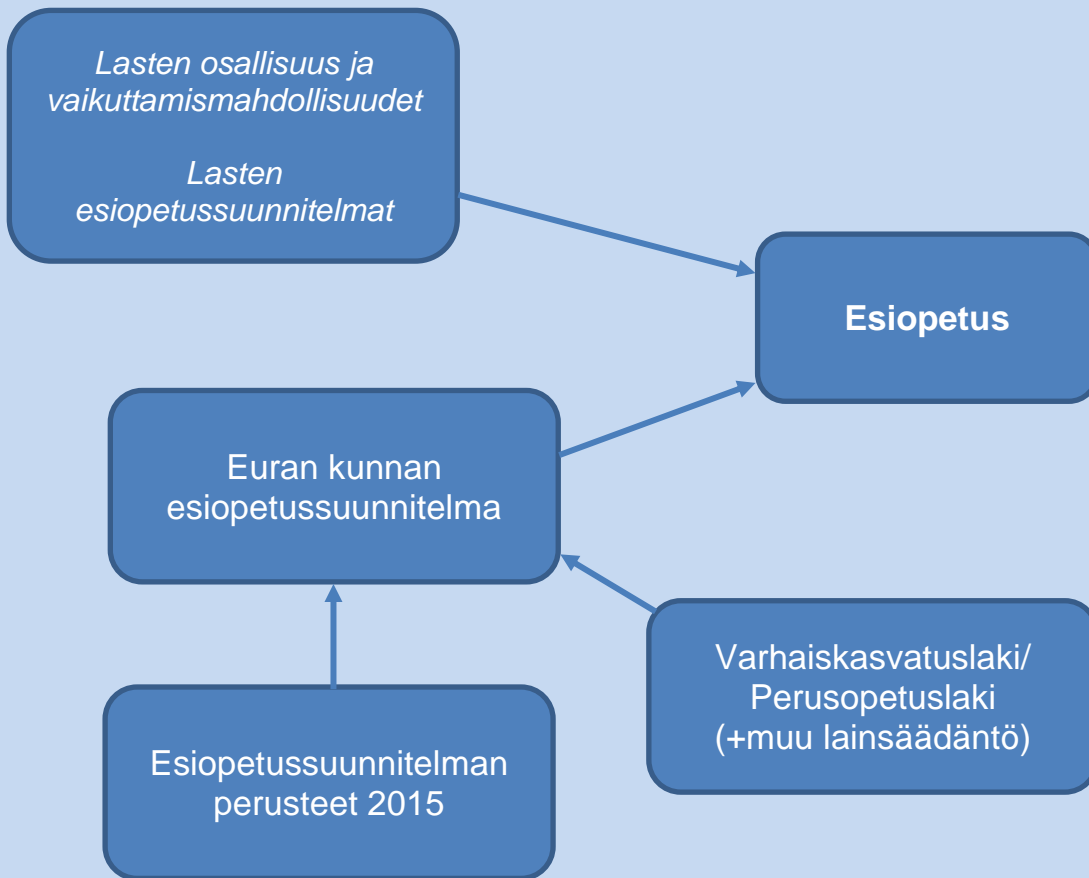 Lasten osallisuus ja
vaikuttamismahdollisuudet
Lasten
esiopetussuunnitelmat
Esiopetus
Euran kunnan
esiopetussuunnitelma
Varhaiskasvatuslaki/
Perusopetuslaki
(+muu lainsäädäntö)
Esiopetussuunnitelman
perusteet 2015